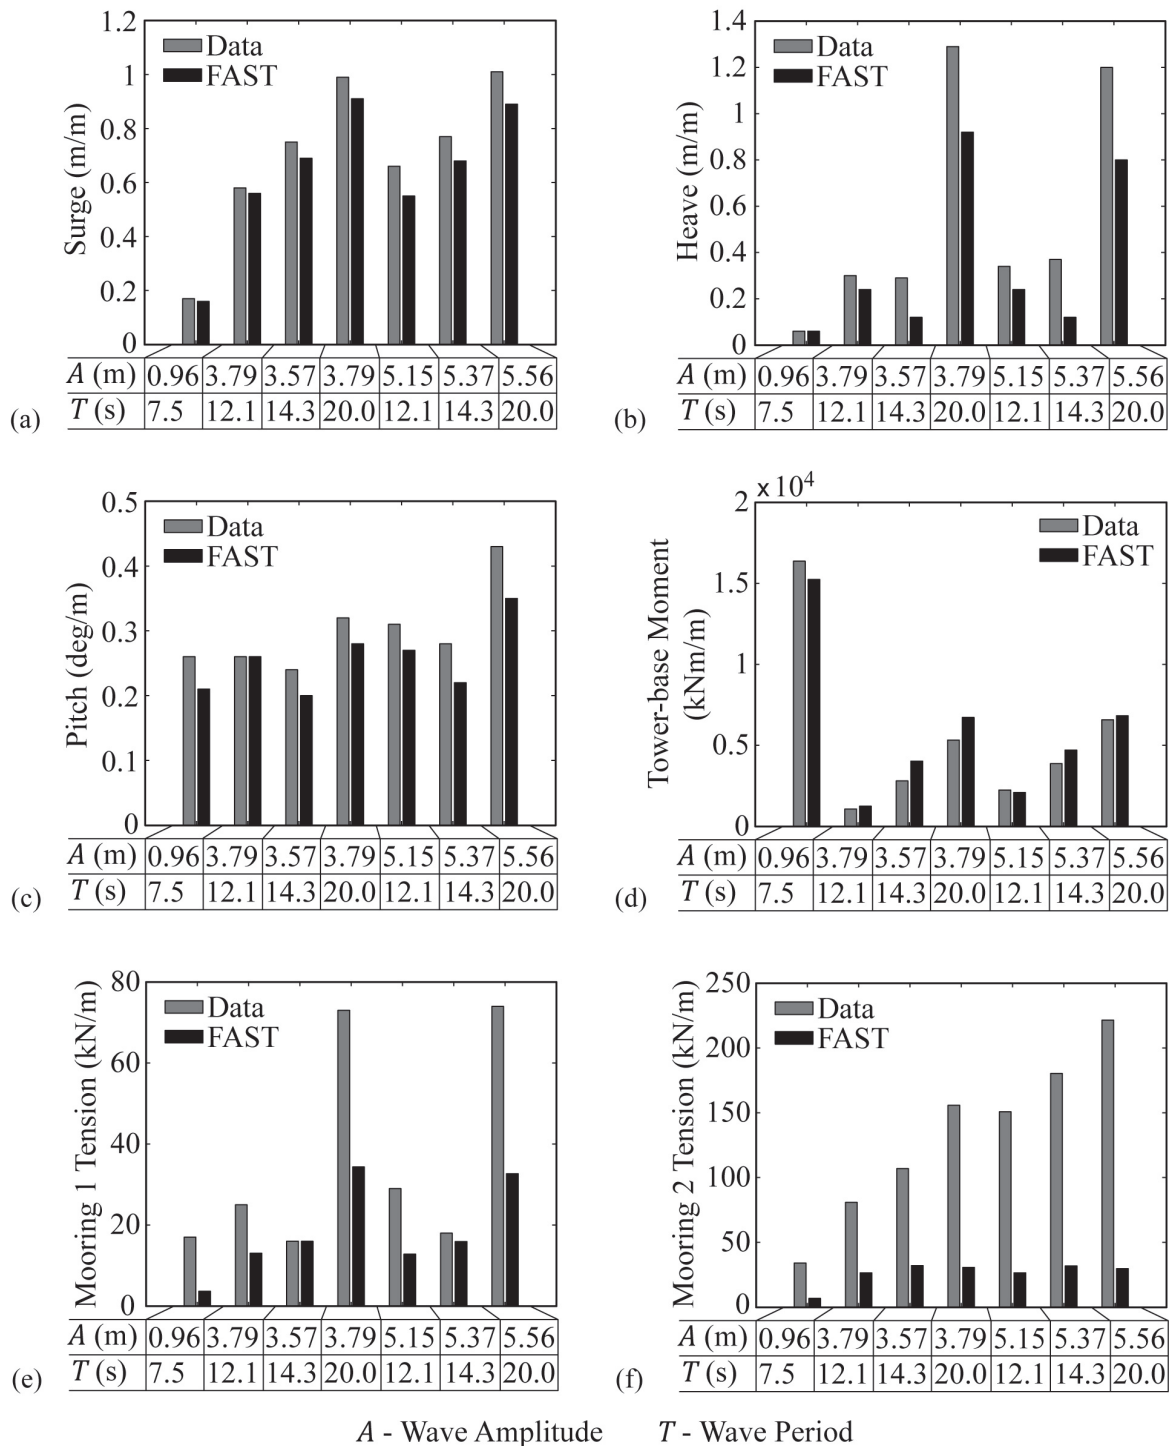 1.2
1
0.8
0.6
0.4
0.2
0
Surge (m/m)
Data
FAST
A (m) 0.96 3.79 3.57 3.79 5.15 5.37 5.56
T (s) 7.5 12.1 14.3 20.0 12.1 14.3 20.0
(a)
1.4
1.2
1
0.8
0.6
0.4
0.2
0
Heave (m/m)
Data
FAST
A (m) 0.96 3.79 3.57 3.79 5.15 5.37 5.56
T (s) 7.5 12.1 14.3 20.0 12.1 14.3 20.0
(b)
0.5
0.4
0.3
0.2
0.1
0
Pitch (deg/m)
Data
FAST
A (m) 0.96 3.79 3.57 3.79 5.15 5.37 5.56
T (s) 7.5 12.1 14.3 20.0 12.1 14.3 20.0
(c)
x 10⁴
2
1.5
1
0.5
0
Tower-base Moment
(kNm/m)
Data
FAST
A (m) 0.96 3.79 3.57 3.79 5.15 5.37 5.56
T (s) 7.5 12.1 14.3 20.0 12.1 14.3 20.0
(d)
80
60
40
20
0
Mooring 1 Tension (kN/m)
Data
FAST
A (m) 0.96 3.79 3.57 3.79 5.15 5.37 5.56
T (s) 7.5 12.1 14.3 20.0 12.1 14.3 20.0
(e)
250
200
150
100
50
0
Mooring 2 Tension (kN/m)
Data
FAST
A (m) 0.96 3.79 3.57 3.79 5.15 5.37 5.56
T (s) 7.5 12.1 14.3 20.0 12.1 14.3 20.0
(f)
A - Wave Amplitude T - Wave Period